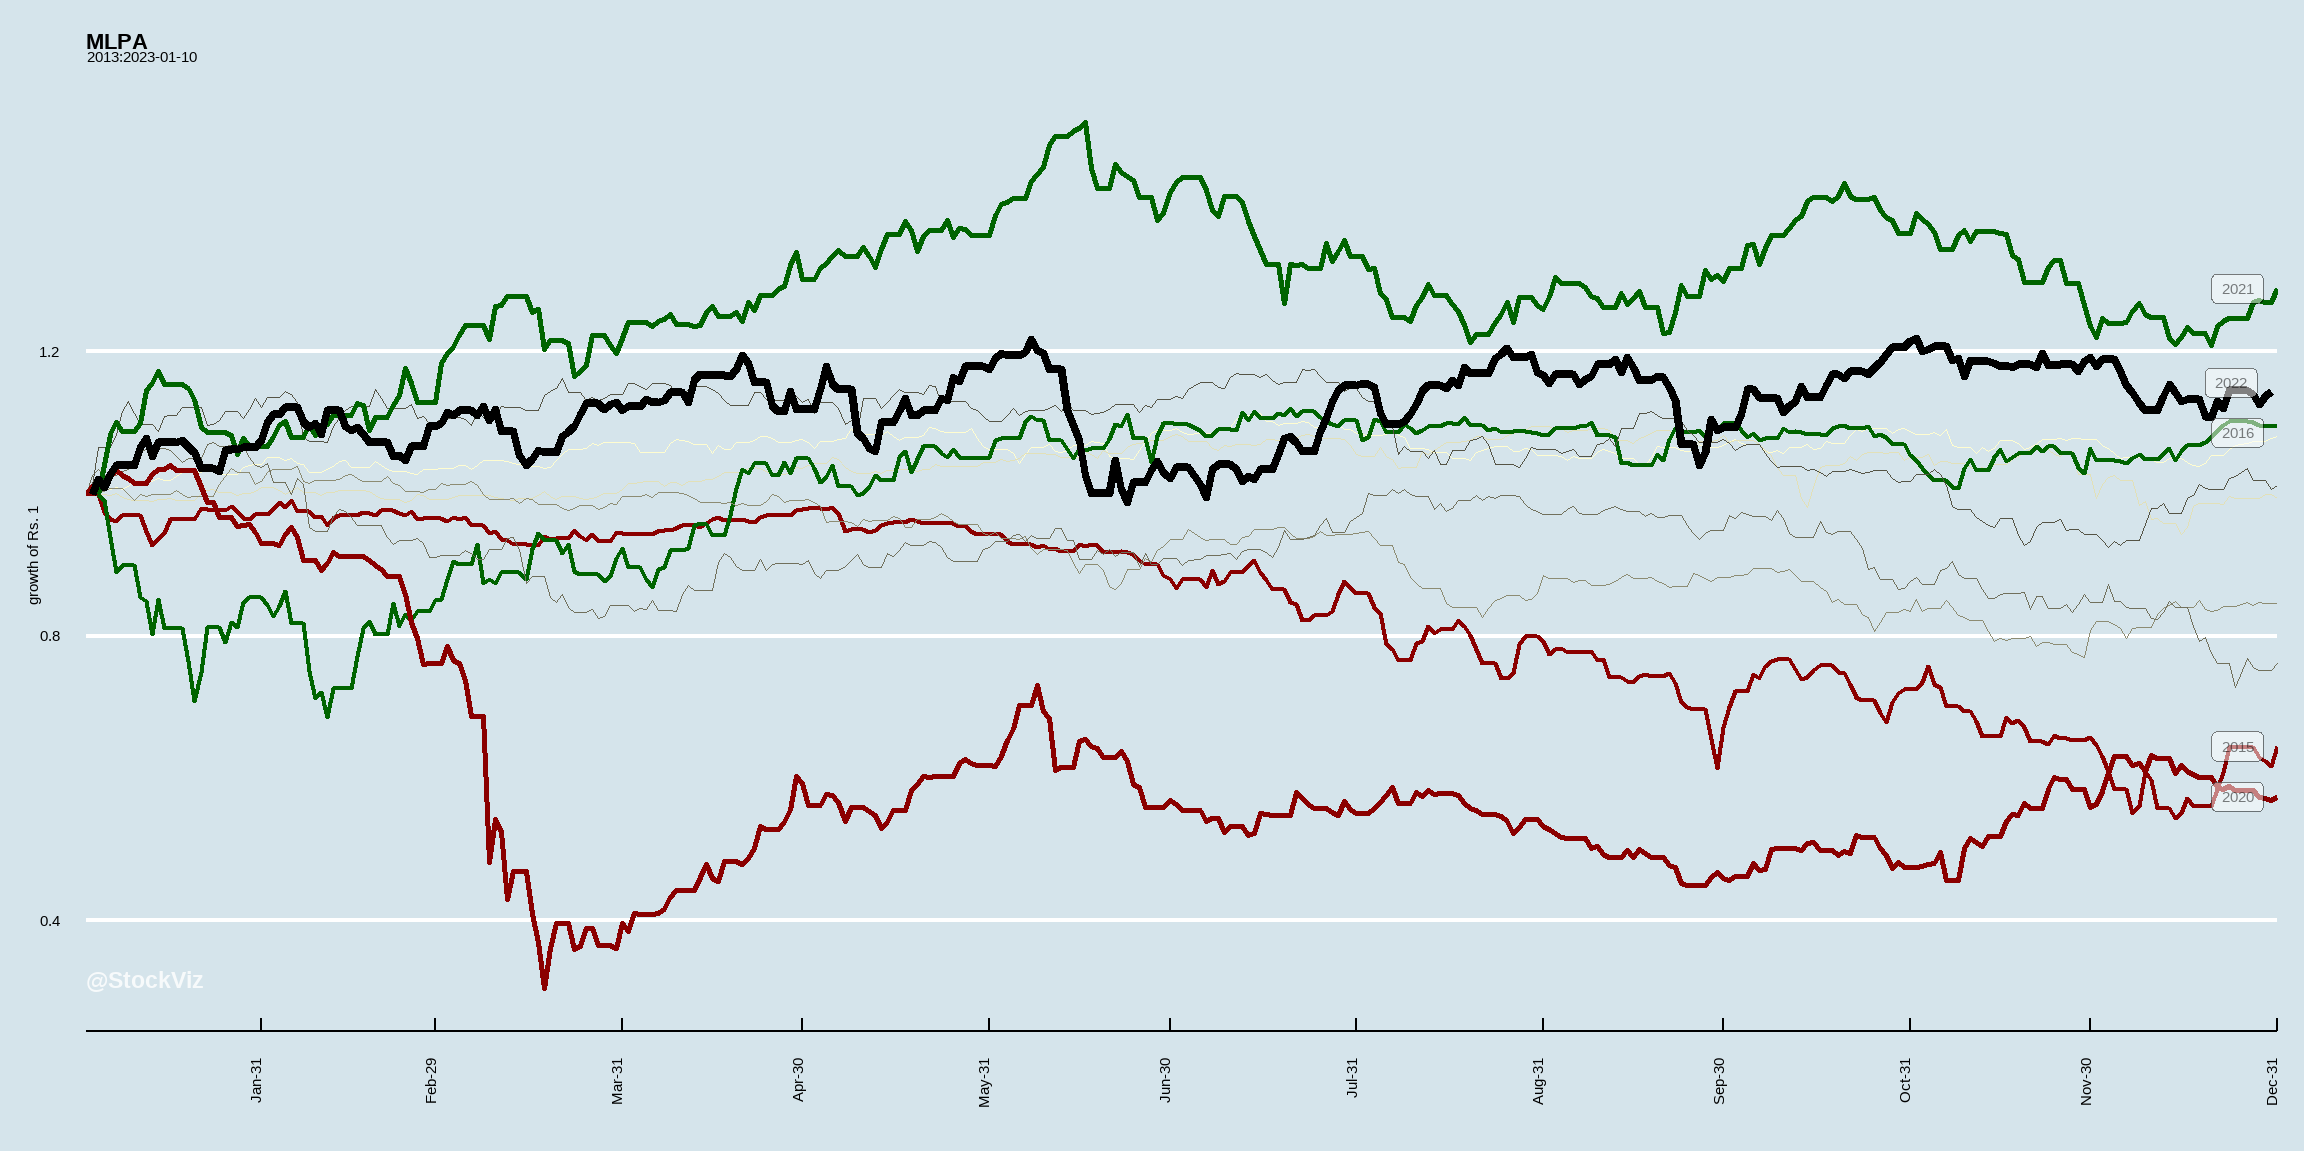 MLPA
2013:2023-01-10
growth of Rs. 1
1.2
0.8
0.4
2021
2022
2016
2015
2020
@StockViz
Jan-31
Feb-29
Mar-31
Apr-30
May-31
Jun-30
Jul-31
Aug-31
Sep-30
Oct-31
Nov-30
Dec-31